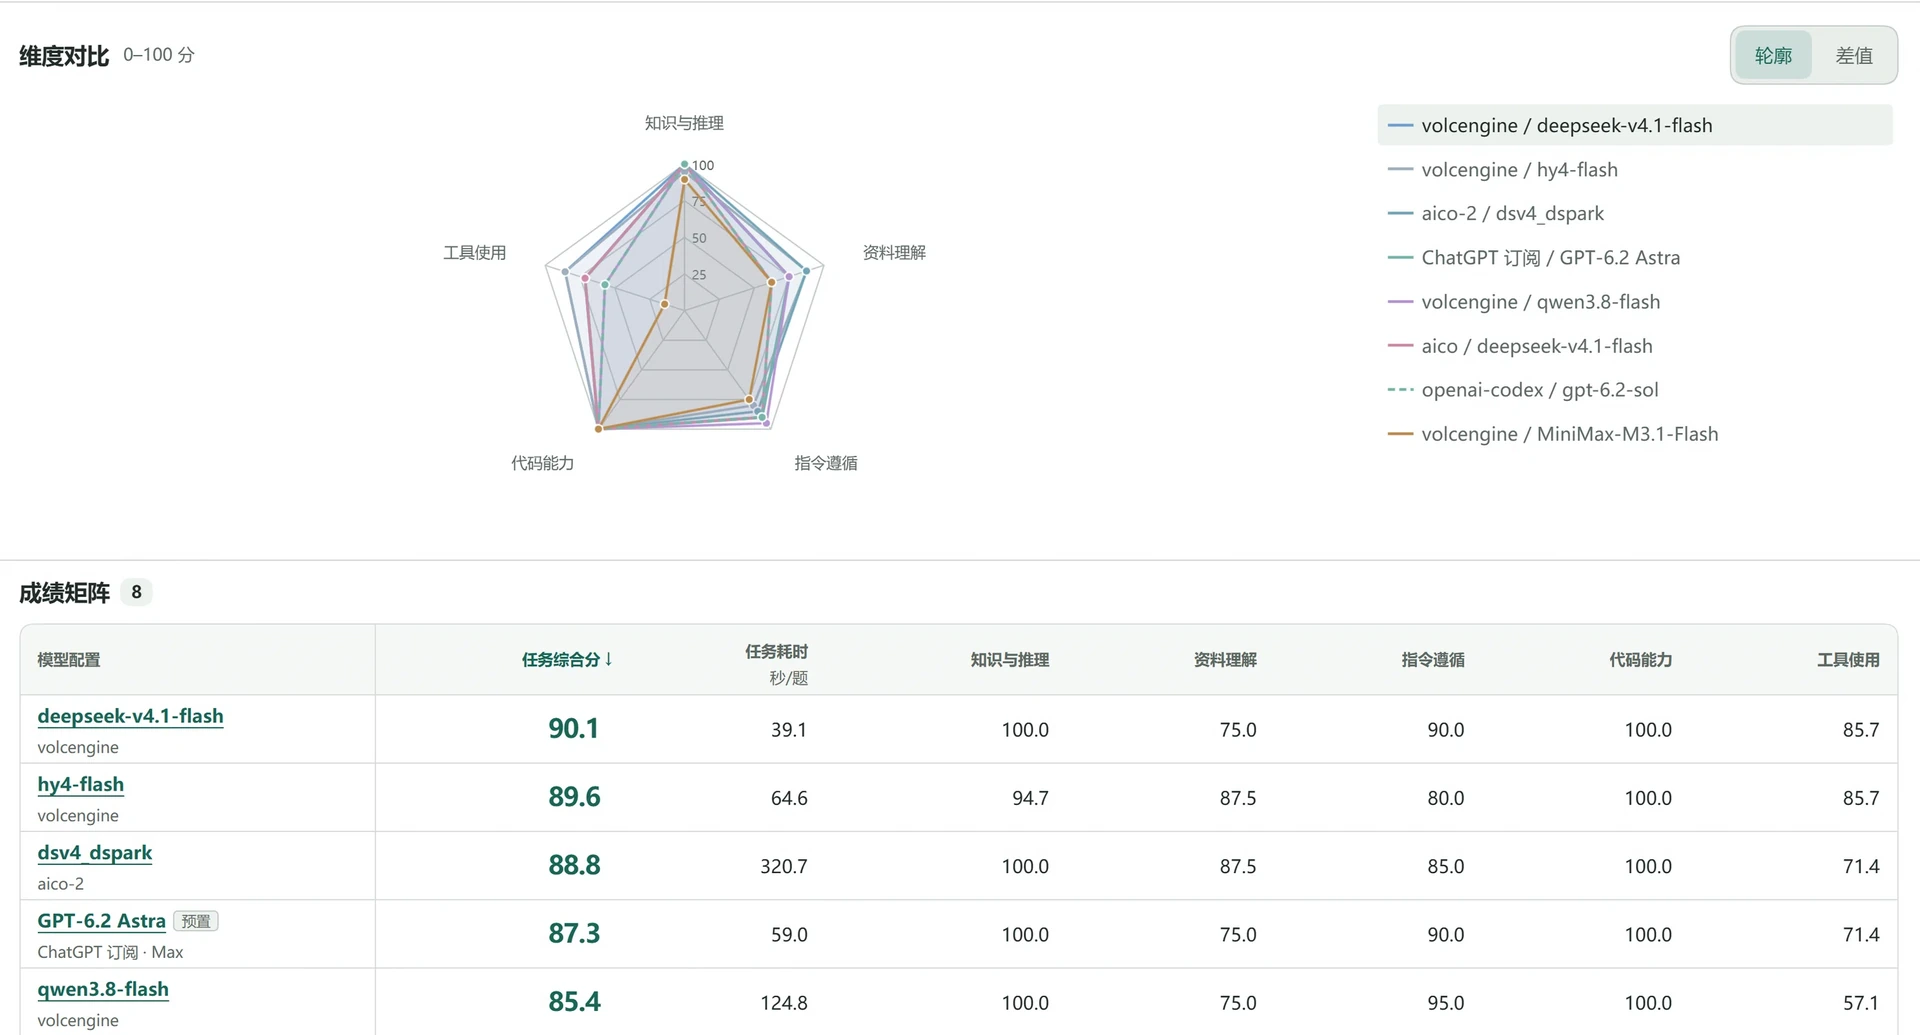 维度对比 0–100 分
轮廓 差值
知识与推理
100
75
50
25
工具使用
资料理解
代码能力
指令遵循
volcengine / deepseek-v4.1-flash
volcengine / hy4-flash
aico-2 / dsv4_dspark
ChatGPT 订阅 / GPT-6.2 Astra
volcengine / qwen3.8-flash
aico / deepseek-v4.1-flash
openai-codex / gpt-6.2-sol
volcengine / MiniMax-M3.1-Flash
成绩矩阵 8
模型配置 任务综合分↓ 任务耗时 知识与推理 资料理解 指令遵循 代码能力 工具使用
秒/题
deepseek-v4.1-flash 90.1 39.1 100.0 75.0 90.0 100.0 85.7
volcengine
hy4-flash 89.6 64.6 94.7 87.5 80.0 100.0 85.7
volcengine
dsv4_dspark 88.8 320.7 100.0 87.5 85.0 100.0 71.4
aico-2
GPT-6.2 Astra 预置 87.3 59.0 100.0 75.0 90.0 100.0 71.4
ChatGPT 订阅 · Max
qwen3.8-flash 85.4 124.8 100.0 75.0 95.0 100.0 57.1
volcengine